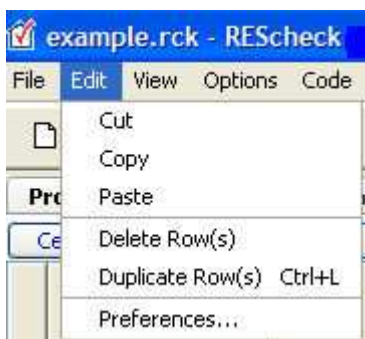 example.rck - REScheck
File Edit View Options Code
Cut
Copy
Paste
Delete Row(s)
Duplicate Row(s) Ctrl+L
Preferences...